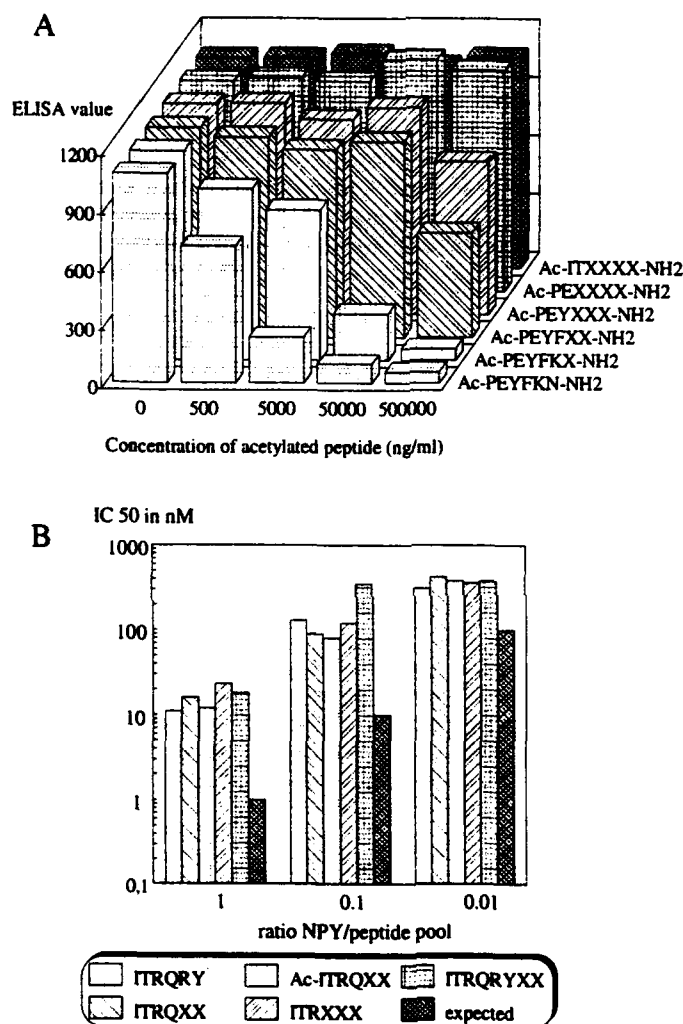 A
ELISA value
1200
900
600
300
0
0 500 5000 50000 500000
Concentration of acetylated peptide (ng/ml)
Ac-ITXXXX-NH2
Ac-PEXXXX-NH2
Ac-PEYXXX-NH2
Ac-PEYFXX-NH2
Ac-PEYFKX-NH2
Ac-PEYFKN-NH2
B
IC 50 in nM
1000
100
10
1
0,1
1 0.1 0.01
ratio NPY/peptide pool
ITRQRY Ac-ITRQXX ITRQRYXX
ITRQXX ITRXXX expected